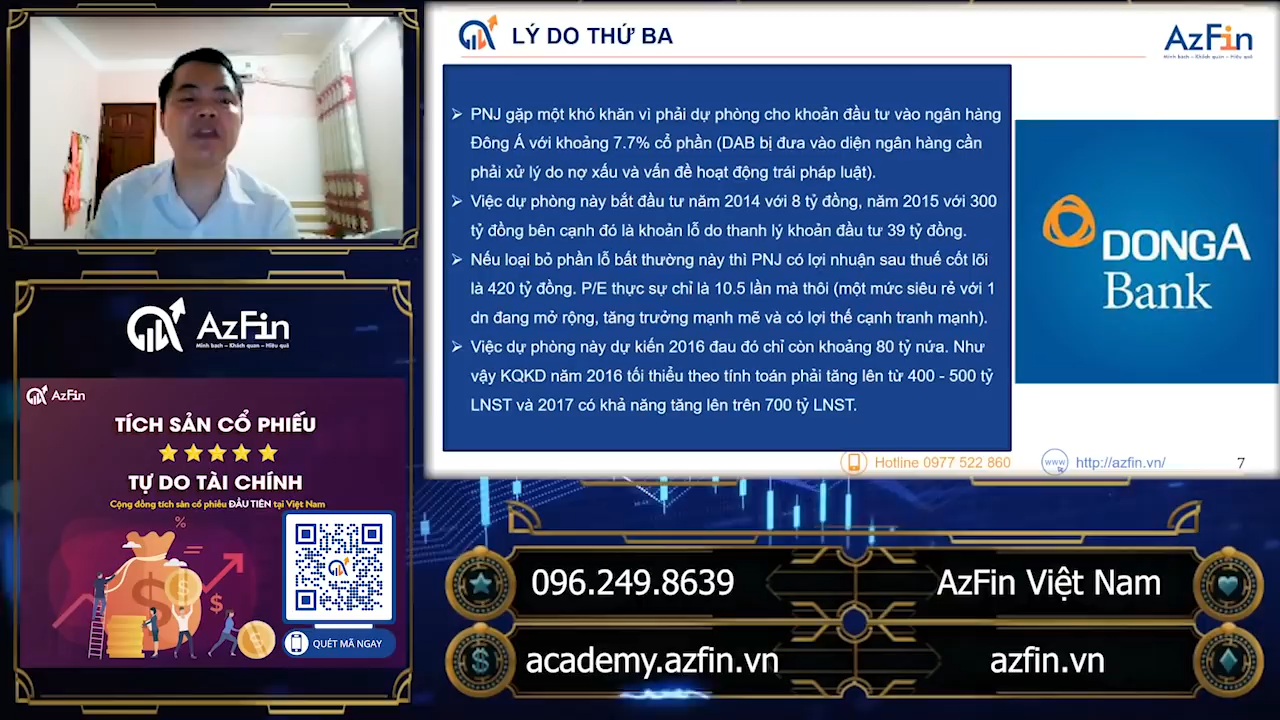 LÝ DO THỨ BA
AzFin
Minh bạch – Khách quan – Hiệu quả
➢ PNJ gặp một khó khăn vì phải dự phòng cho khoản đầu tư vào ngân hàng
Đông Á với khoảng 7.7% cổ phần (DAB bị đưa vào diện ngân hàng cần
phải xử lý do nợ xấu và vấn đề hoạt động trái pháp luật).
➢ Việc dự phòng này bắt đầu tư năm 2014 với 8 tỷ đồng, năm 2015 với 300
tỷ đồng bên cạnh đó là khoản lỗ do thanh lý khoản đầu tư 39 tỷ đồng.
➢ Nếu loại bỏ phần lỗ bất thường này thì PNJ có lợi nhuận sau thuế cốt lõi
là 420 tỷ đồng. P/E thực sự chỉ là 10.5 lần mà thôi (một mức siêu rẻ với 1
dn đang mở rộng, tăng trưởng mạnh mẽ và có lợi thế cạnh tranh mạnh).
➢ Việc dự phòng này dự kiến 2016 đau đó chỉ còn khoảng 80 tỷ nứa. Như
vậy KQKD năm 2016 tối thiểu theo tính toán phải tăng lên từ 400 - 500 tỷ
LNST và 2017 có khả năng tăng lên trên 700 tỷ LNST.
DONGA
Bank
Hotline 0977 522 860
www
http://azfin.vn/
7
AzFin
Minh bạch – Khách quan – Hiệu quả
AzFin
TÍCH SẢN CỔ PHIẾU
TỰ DO TÀI CHÍNH
Cộng đồng tích sản cổ phiếu ĐẦU TIÊN tại Việt Nam
QUÉT MÃ NGAY
096.249.8639
AzFin Việt Nam
academy.azfin.vn
azfin.vn